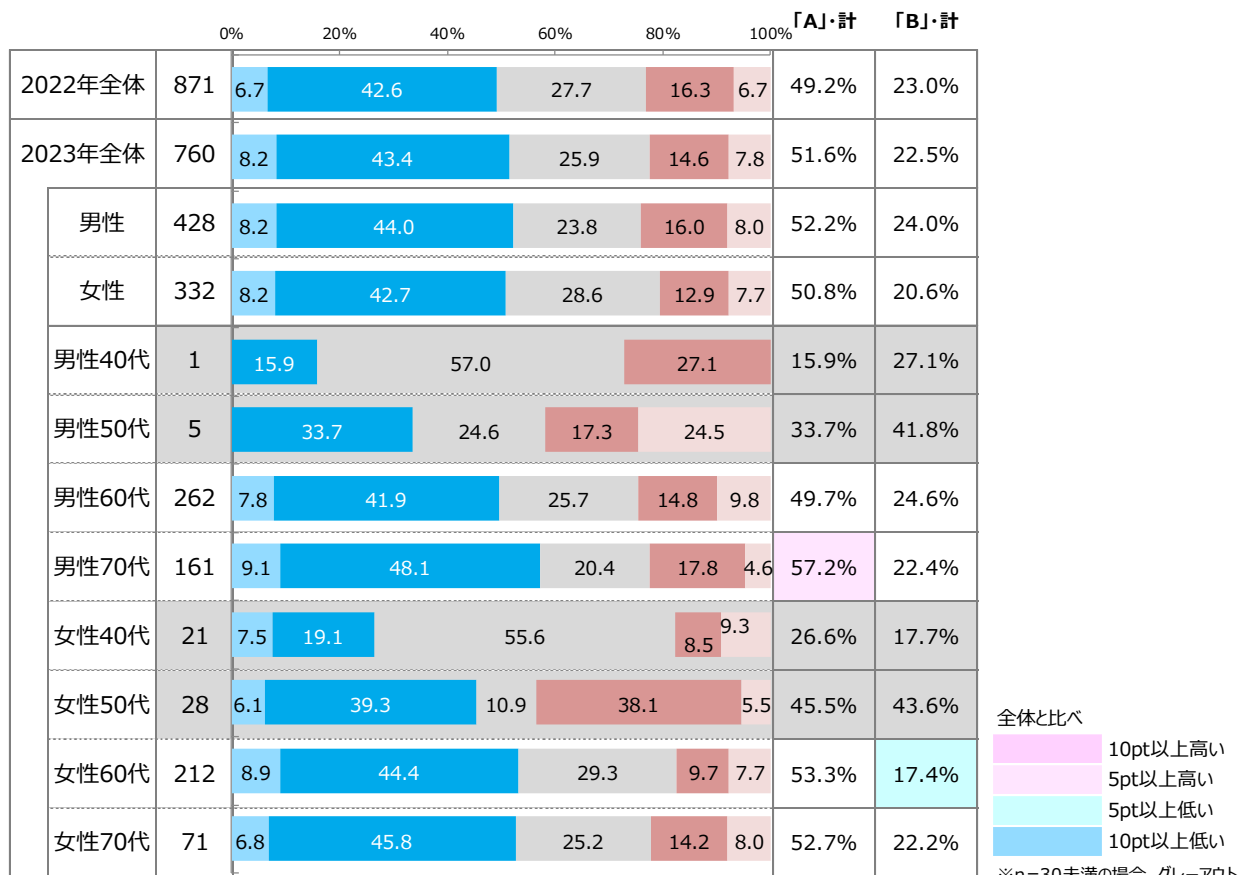 「A」・計 「B」・計
0% 20% 40% 60% 80% 100%
2022年全体 871 6.7 42.6 27.7 16.3 6.7 49.2% 23.0%
2023年全体 760 8.2 43.4 25.9 14.6 7.8 51.6% 22.5%
男性 428 8.2 44.0 23.8 16.0 8.0 52.2% 24.0%
女性 332 8.2 42.7 28.6 12.9 7.7 50.8% 20.6%
男性40代 1 15.9 57.0 27.1 15.9% 27.1%
男性50代 5 33.7 24.6 17.3 24.5 33.7% 41.8%
男性60代 262 7.8 41.9 25.7 14.8 9.8 49.7% 24.6%
男性70代 161 9.1 48.1 20.4 17.8 4.6 57.2% 22.4%
女性40代 21 7.5 19.1 55.6 8.5 9.3 26.6% 17.7%
女性50代 28 6.1 39.3 10.9 38.1 5.5 45.5% 43.6%
女性60代 212 8.9 44.4 29.3 9.7 7.7 53.3% 17.4%
女性70代 71 6.8 45.8 25.2 14.2 8.0 52.7% 22.2%
全体と比べ
10pt以上高い
5pt以上高い
5pt以上低い
10pt以上低い
※n=30未満の場合、グレーアウト